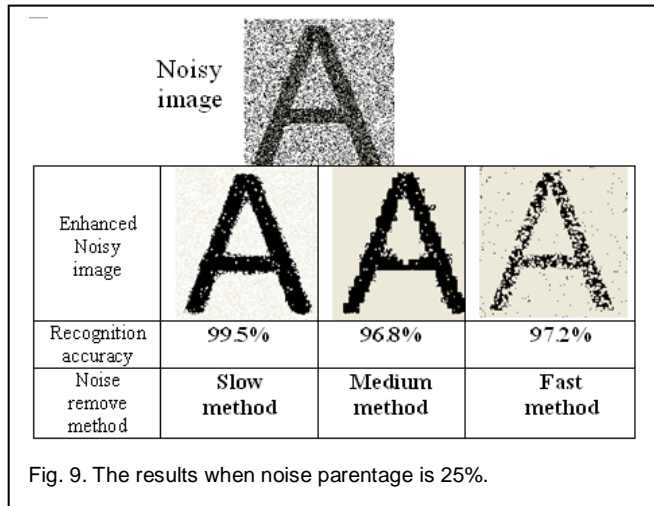 Noisy
image
A
Enhanced
Noisy
image
A A A
Recognition
accuracy
99.5% 96.8% 97.2%
Noise
remove
method
Slow
method
Medium
method
Fast
method
Fig. 9. The results when noise parentage is 25%.